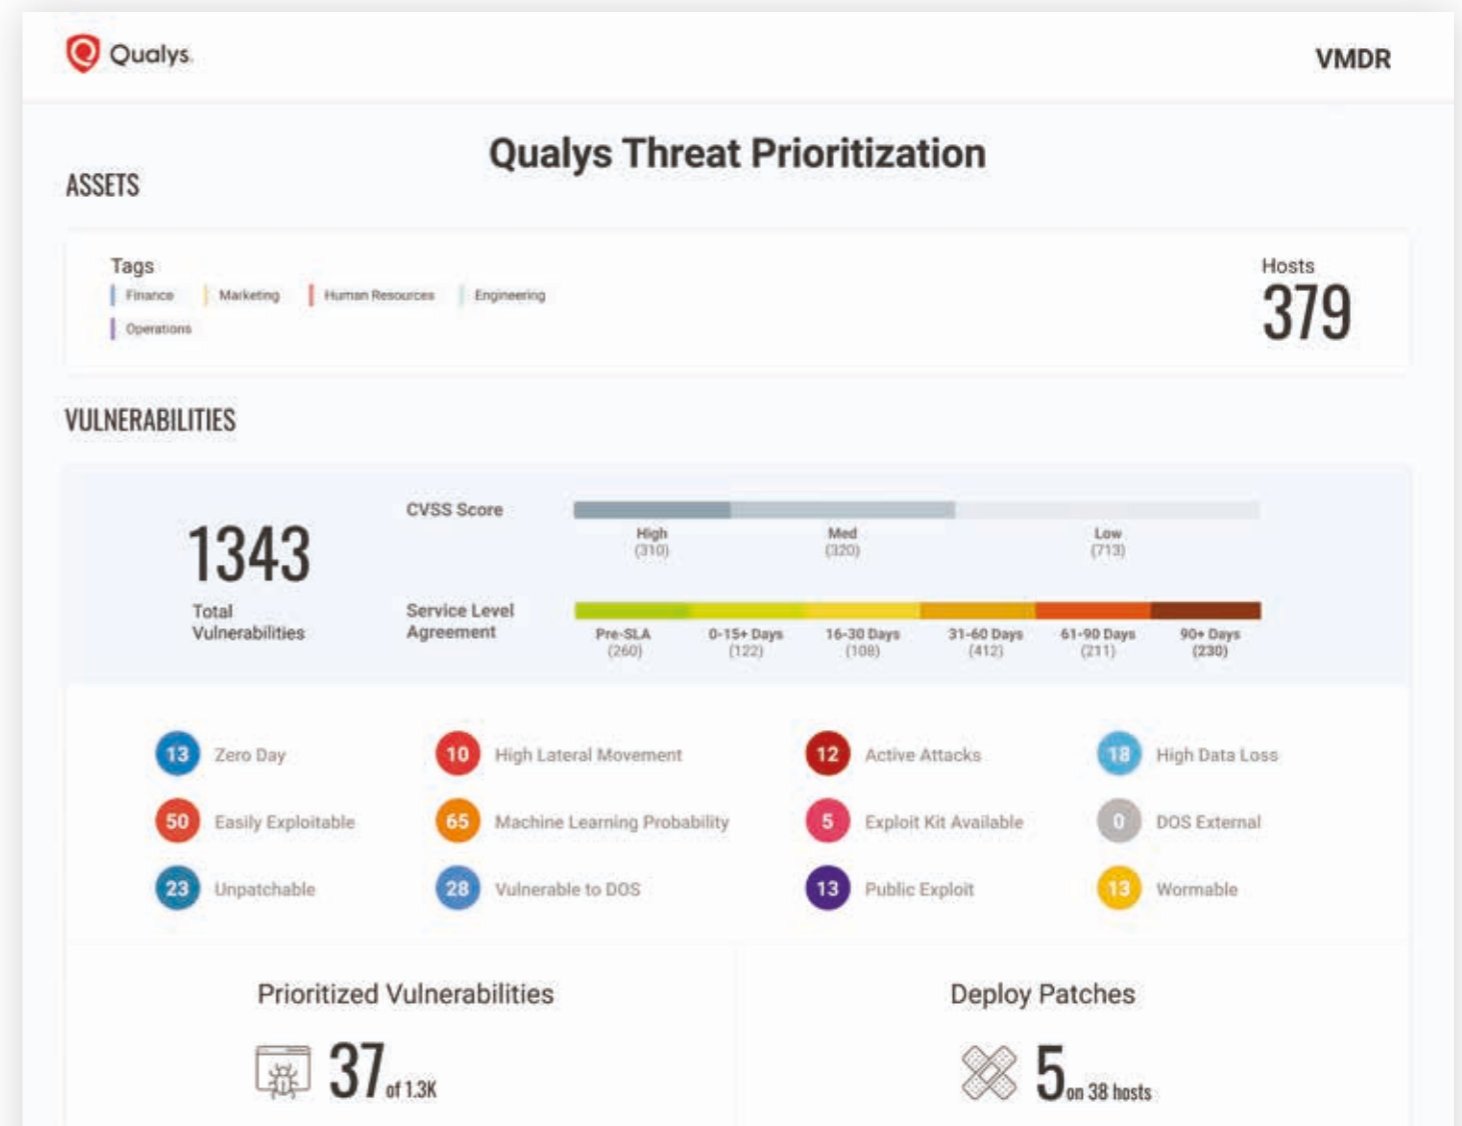 Qualys.
VMDR
Qualys Threat Prioritization
ASSETS
Tags
Finance Marketing Human Resources Engineering
Operations
Hosts
379
VULNERABILITIES
1343
Total
Vulnerabilities
CVSS Score
High Med Low
(310) (320) (713)
Service Level
Agreement
Pre-SLA 0-15+ Days 16-30 Days 31-60 Days 61-90 Days 90+ Days
(260) (122) (108) (412) (211) (230)
13 Zero Day 10 High Lateral Movement 12 Active Attacks 18 High Data Loss
50 Easily Exploitable 65 Machine Learning Probability 5 Exploit Kit Available 0 DOS External
23 Unpatchable 28 Vulnerable to DOS 13 Public Exploit 13 Wormable
Prioritized Vulnerabilities
37 of 1.3K
Deploy Patches
5 on 38 hosts